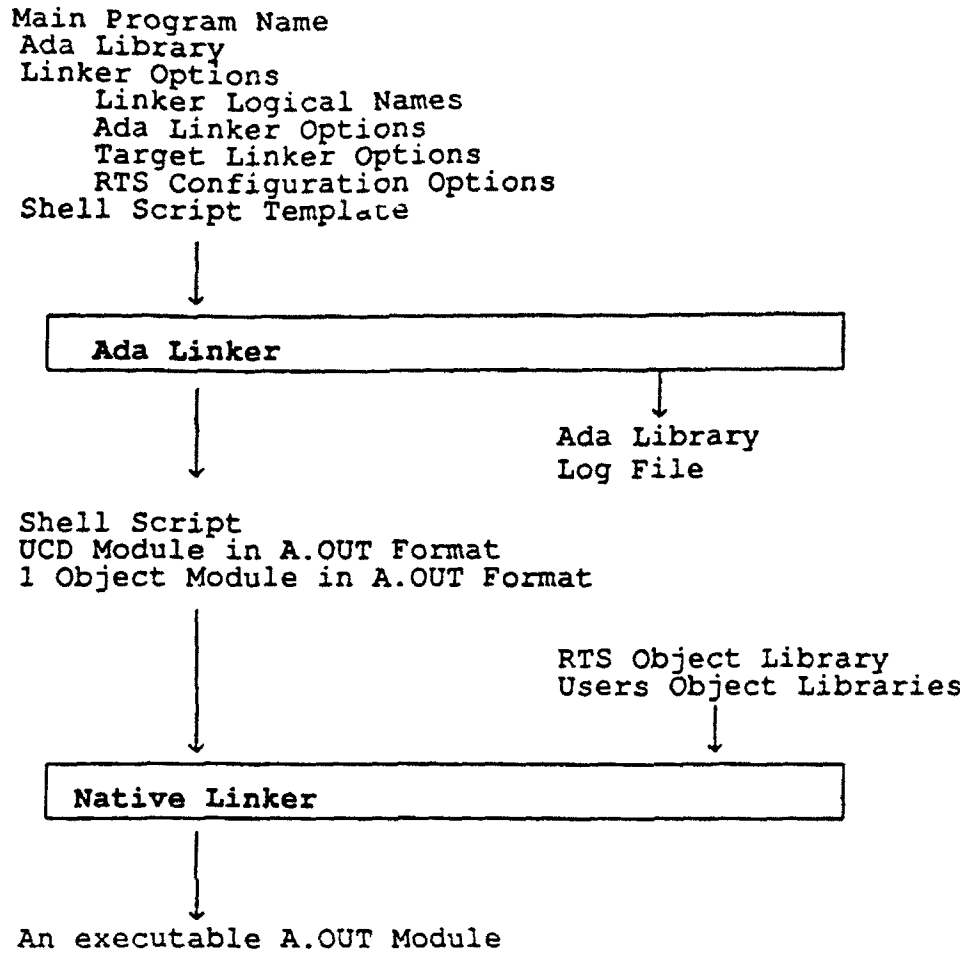 Main Program Name
Ada Library
Linker Options
Linker Logical Names
Ada Linker Options
Target Linker Options
RTS Configuration Options
Shell Script Template
Ada Linker
Ada Library
Log File
Shell Script
UCD Module in A.OUT Format
1 Object Module in A.OUT Format
RTS Object Library
Users Object Libraries
Native Linker
An executable A.OUT Module